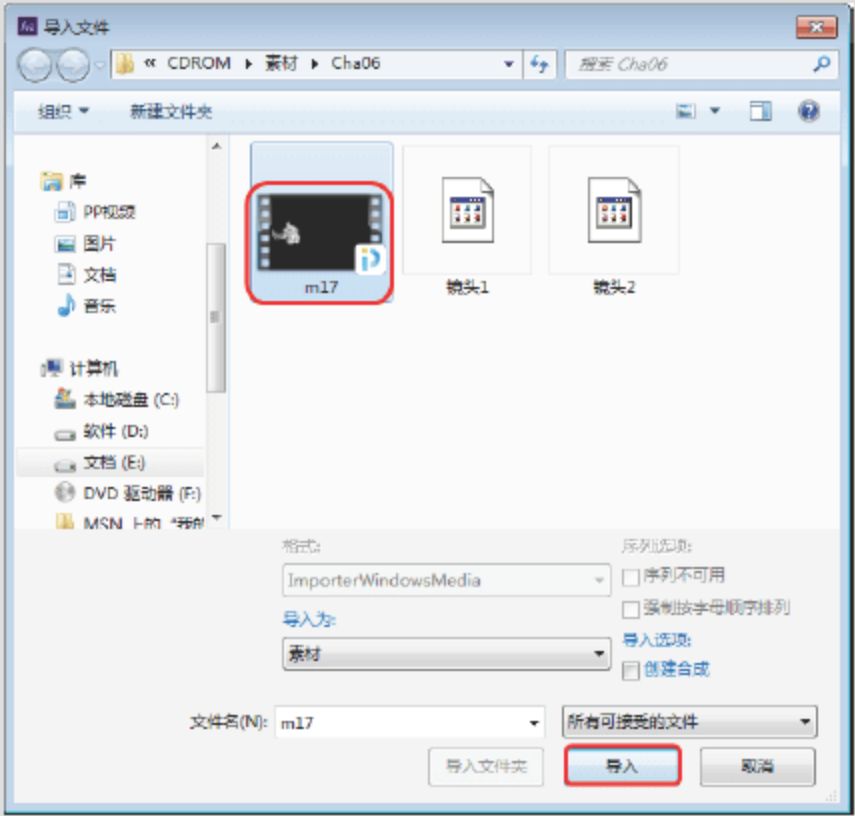 导入文件
« CDROM ▶ 素材 ▶ Cha06
搜索 Cha06
组织
新建文件夹
库
PP视频
图片
文档
音乐
计算机
本地磁盘 (C:)
软件 (D:)
文档 (E:)
DVD 驱动器 (F:)
MSN 上的 "我的
m17
镜头1
镜头2
格式:
ImporterWindowsMedia
导入为:
素材
序列选项:
序列不可用
强制按字母顺序排列
导入选项:
创建合成
文件名(N): m17
所有可接受的文件
导入文件夹
导入
取消